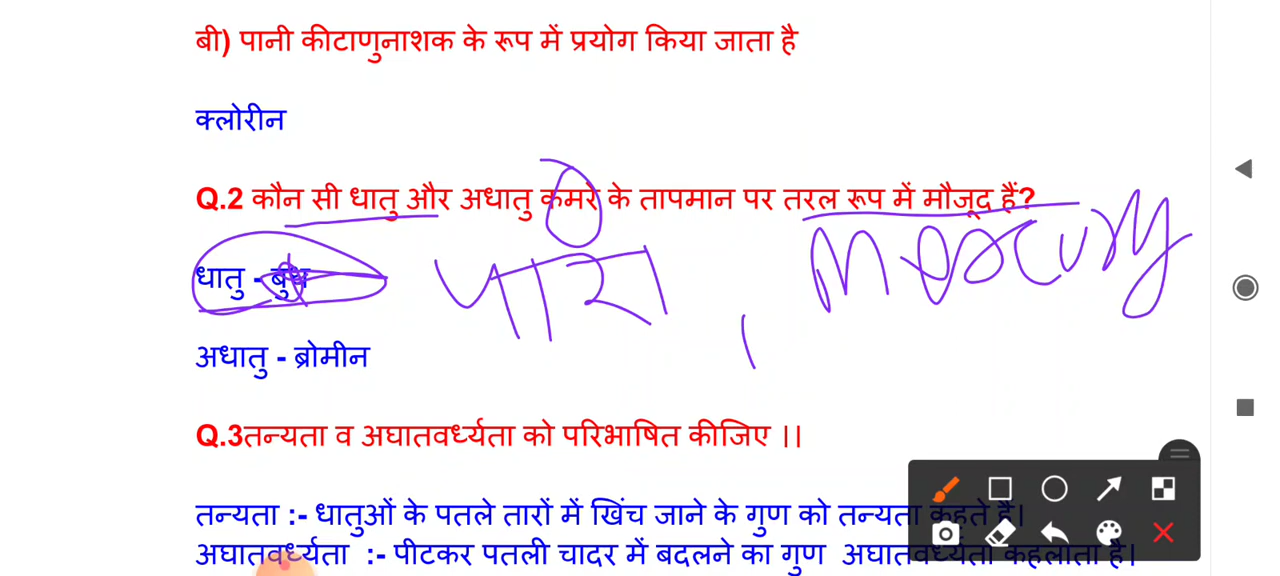 बी) पानी कीटाणुनाशक के रूप में प्रयोग किया जाता है
क्लोरीन
Q.2 कौन सी धातु और अधातु कमरे के तापमान पर तरल रूप में मौजूद हैं?
धातु - बुध पारा , Mercury
अधातु - ब्रोमीन
Q.3तन्यता व अघातवर्ध्यता को परिभाषित कीजिए ।।
तन्यता :- धातुओं के पतले तारों में खिंच जाने के गुण को तन्यता कहते हैं।
अघातवर्ध्यता :- पीटकर पतली चादर में बदलने का गुण अघातवर्ध्यता कहलाता है।